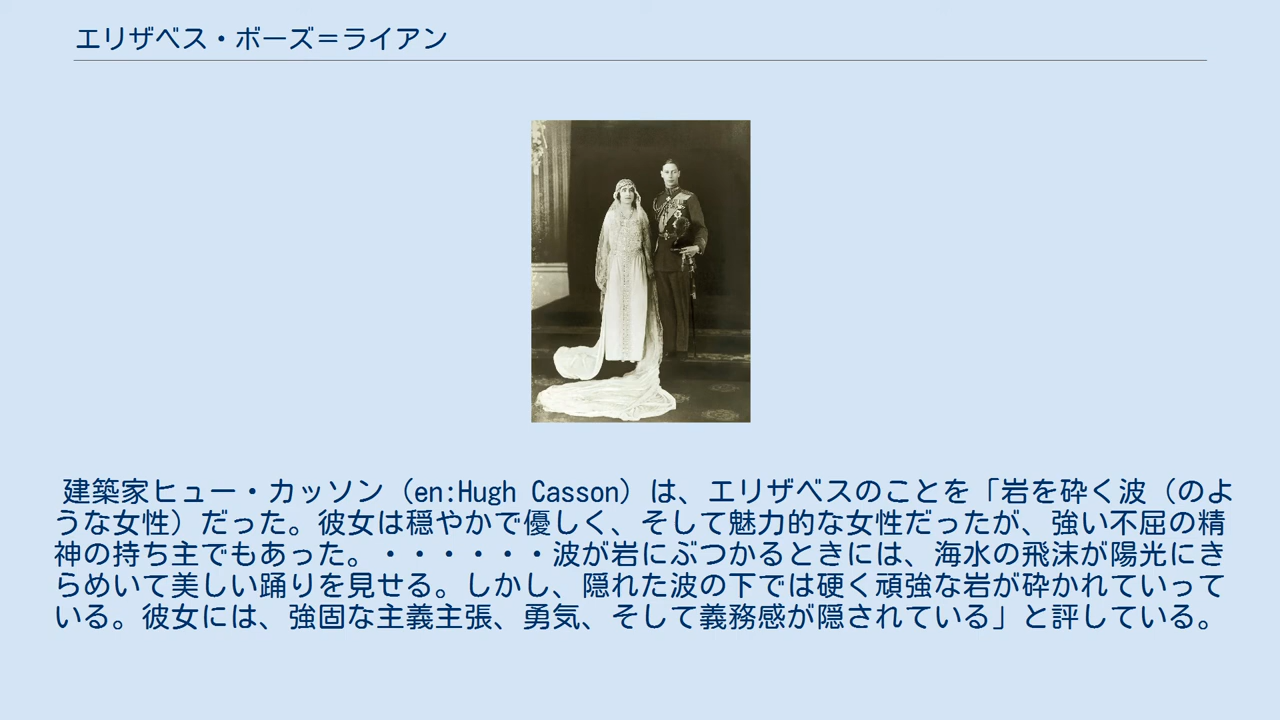 エリザベス・ボーズ＝ライアン
建築家ヒュー・カッソン（en:Hugh Casson）は、エリザベスのことを「岩を砕く波（のよ
うな女性）だった。彼女は穏やかで優しく、そして魅力的な女性だったが、強い不屈の精
神の持ち主でもあった。・・・・・・波が岩にぶつかるときには、海水の飛沫が陽光にき
らめいて美しい踊りを見せる。しかし、隠れた波の下では硬く頑強な岩が砕かれていって
いる。彼女には、強固な主義主張、勇気、そして義務感が隠されている」と評している。